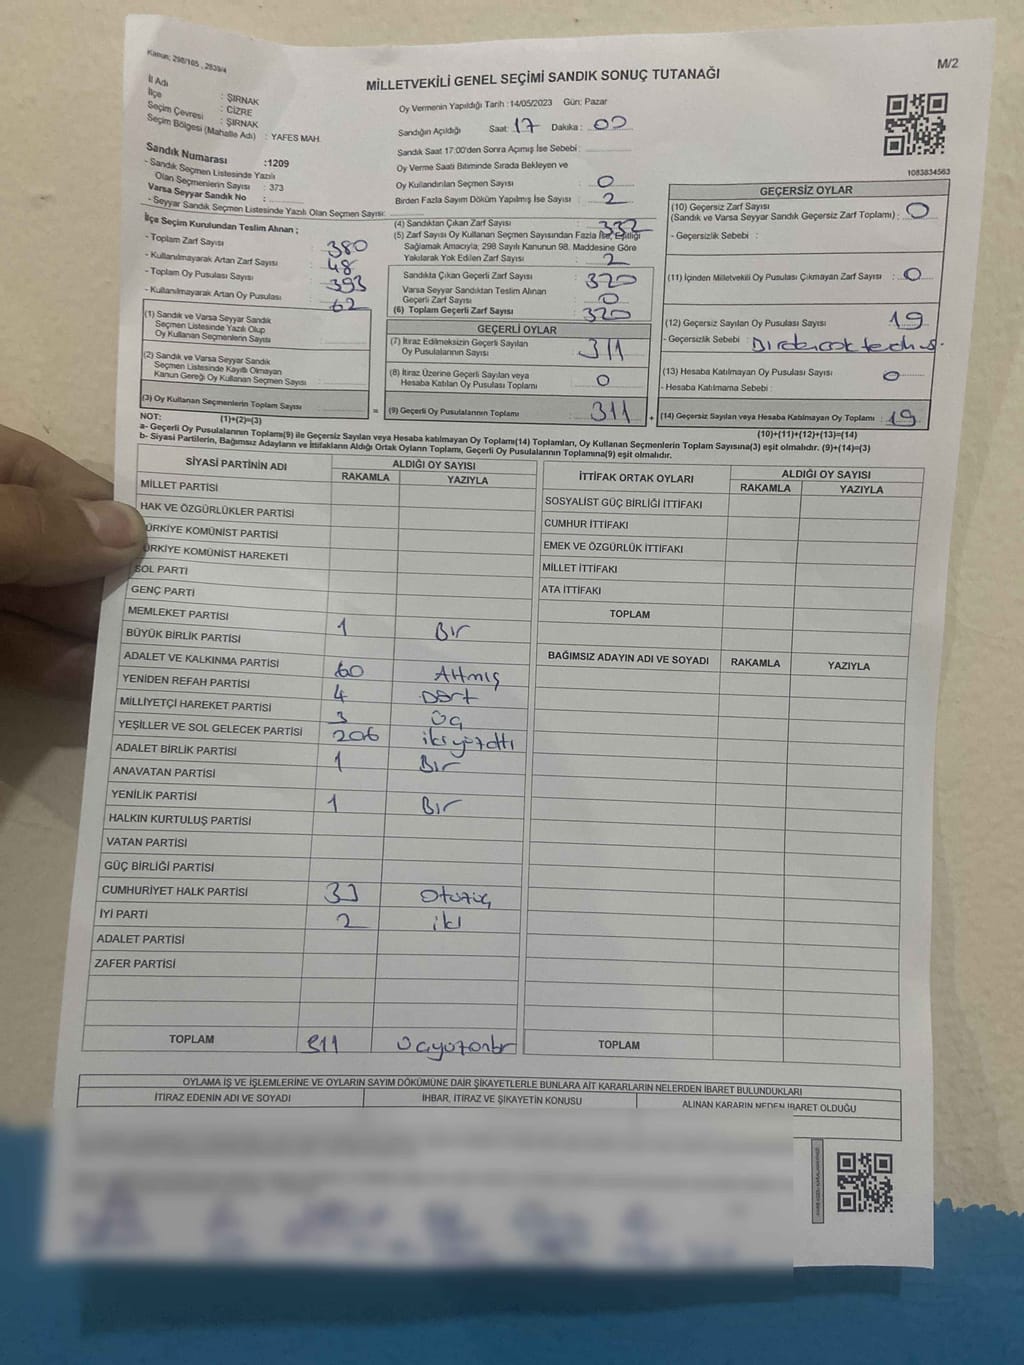 Kanun; 298/105 , 2839/4
M/2
MİLLETVEKİLİ GENEL SEÇİMİ SANDIK SONUÇ TUTANAĞI
İl Adı : ŞIRNAK
İlçe : CİZRE
Seçim Çevresi : ŞIRNAK
Seçim Bölgesi (Mahalle Adı) : YAFES MAH.
Sandık Numarası :1209
- Sandık Seçmen Listesinde Yazılı
Olan Seçmenlerin Sayısı : 373
Varsa Seyyar Sandık No :
- Seyyar Sandık Seçmen Listesinde Yazılı Olan Seçmen Sayısı:
Oy Vermenin Yapıldığı Tarih :14/05/2023 Gün: Pazar
Sandığın Açıldığı Saat: 17 Dakika : 00
Sandık Saat 17:00'den Sonra Açılmış İse Sebebi :
Oy Verme Saati Bitiminde Sırada Bekleyen ve
Oy Kullandırılan Seçmen Sayısı : 0
Birden Fazla Sayım Döküm Yapılmış İse Sayısı : 2
1083834563
İlçe Seçim Kurulundan Teslim Alınan ;
- Toplam Zarf Sayısı : 380
- Kullanılmayarak Artan Zarf Sayısı : 48
- Toplam Oy Pusulası Sayısı : 393
- Kullanılmayarak Artan Oy Pusulası : 62
(1) Sandık ve Varsa Seyyar Sandık
Seçmen Listesinde Yazılı Olup
Oy Kullanan Seçmenlerin Sayısı :
(2) Sandık ve Varsa Seyyar Sandık
Seçmen Listesinde Kayıtlı Olmayan
Kanun Gereği Oy Kullanan Seçmen Sayısı :
(3) Oy Kullanan Seçmenlerin Toplam Sayısı :
(1)+(2)=(3)
(4) Sandıktan Çıkan Zarf Sayısı : 332
(5) Zarf Sayısı Oy Kullanan Seçmen Sayısından Fazla İse, Eşitliği
Sağlamak Amacıyla; 298 Sayılı Kanunun 98. Maddesine Göre
Yakılarak Yok Edilen Zarf Sayısı : 2
Sandıkta Çıkan Geçerli Zarf Sayısı : 320
Varsa Seyyar Sandıktan Teslim Alınan
Geçerli Zarf Sayısı : 0
(6) Toplam Geçerli Zarf Sayısı : 320
GEÇERLİ OYLAR
(7) İtiraz Edilmeksizin Geçerli Sayılan
Oy Pusulalarının Sayısı : 311
(8) İtiraz Üzerine Geçerli Sayılan veya
Hesaba Katılan Oy Pusulası Toplamı : 0
= (9) Geçerli Oy Pusulalarının Toplamı : 311 +
GEÇERSİZ OYLAR
(10) Geçersiz Zarf Sayısı
(Sandık ve Varsa Seyyar Sandık Geçersiz Zarf Toplamı) : 0
- Geçersizlik Sebebi :
(11) İçinden Milletvekili Oy Pusulası Çıkmayan Zarf Sayısı : 0
(12) Geçersiz Sayılan Oy Pusulası Sayısı : 19
- Geçersizlik Sebebi :
(13) Hesaba Katılmayan Oy Pusulası Sayısı : 0
- Hesaba Katılmama Sebebi :
(14) Geçersiz Sayılan veya Hesaba Katılmayan Oy Toplamı : 19
(10)+(11)+(12)+(13)=(14)
NOT:
a- Geçerli Oy Pusulalarının Toplamı(9) ile Geçersiz Sayılan veya Hesaba katılmayan Oy Toplamı(14) Toplamları, Oy Kullanan Seçmenlerin Toplam Sayısına(3) eşit olmalıdır. (9)+(14)=(3)
b- Siyasi Partilerin, Bağımsız Adayların ve İttifakların Aldığı Ortak Oyların Toplamı, Geçerli Oy Pusulalarının Toplamına(9) eşit olmalıdır.
SİYASİ PARTİNİN ADI ALDIĞI OY SAYISI
RAKAMLA YAZIYLA
MİLLET PARTİSİ
HAK VE ÖZGÜRLÜKLER PARTİSİ
ÜRKİYE KOMÜNİST PARTİSİ
ÜRKİYE KOMÜNİST HAREKETİ
SOL PARTİ
GENÇ PARTİ
MEMLEKET PARTİSİ 1 Bir
BÜYÜK BİRLİK PARTİSİ
ADALET VE KALKINMA PARTİSİ 60 Altmış
YENİDEN REFAH PARTİSİ 4 Dört
MİLLİYETÇİ HAREKET PARTİSİ 3 üç
YEŞİLLER VE SOL GELECEK PARTİSİ 206 ikiyüzaltı
ADALET BİRLİK PARTİSİ 1 Bir
ANAVATAN PARTİSİ
YENİLİK PARTİSİ 1 Bir
HALKIN KURTULUŞ PARTİSİ
VATAN PARTİSİ
GÜÇ BİRLİĞİ PARTİSİ
CUMHURİYET HALK PARTİSİ 33 Otuzüç
İYİ PARTİ 2 iki
ADALET PARTİSİ
ZAFER PARTİSİ
TOPLAM 311 Üçyüzonbir
İTTİFAK ORTAK OYLARI ALDIĞI OY SAYISI
RAKAMLA YAZIYLA
SOSYALİST GÜÇ BİRLİĞİ İTTİFAKI
CUMHUR İTTİFAKI
EMEK VE ÖZGÜRLÜK İTTİFAKI
MİLLET İTTİFAKI
ATA İTTİFAKI
TOPLAM
BAĞIMSIZ ADAYIN ADI VE SOYADI RAKAMLA YAZIYLA
TOPLAM
OYLAMA İŞ VE İŞLEMLERİNE VE OYLARIN SAYIM DÖKÜMÜNE DAİR ŞİKAYETLERLE BUNLARA AİT KARARLARIN NELERDEN İBARET BULUNDUKLARI
İTİRAZ EDENİN ADI VE SOYADI İHBAR, İTİRAZ VE ŞİKAYETİN KONUSU ALINAN KARARIN NEDEN İBARET OLDUĞU